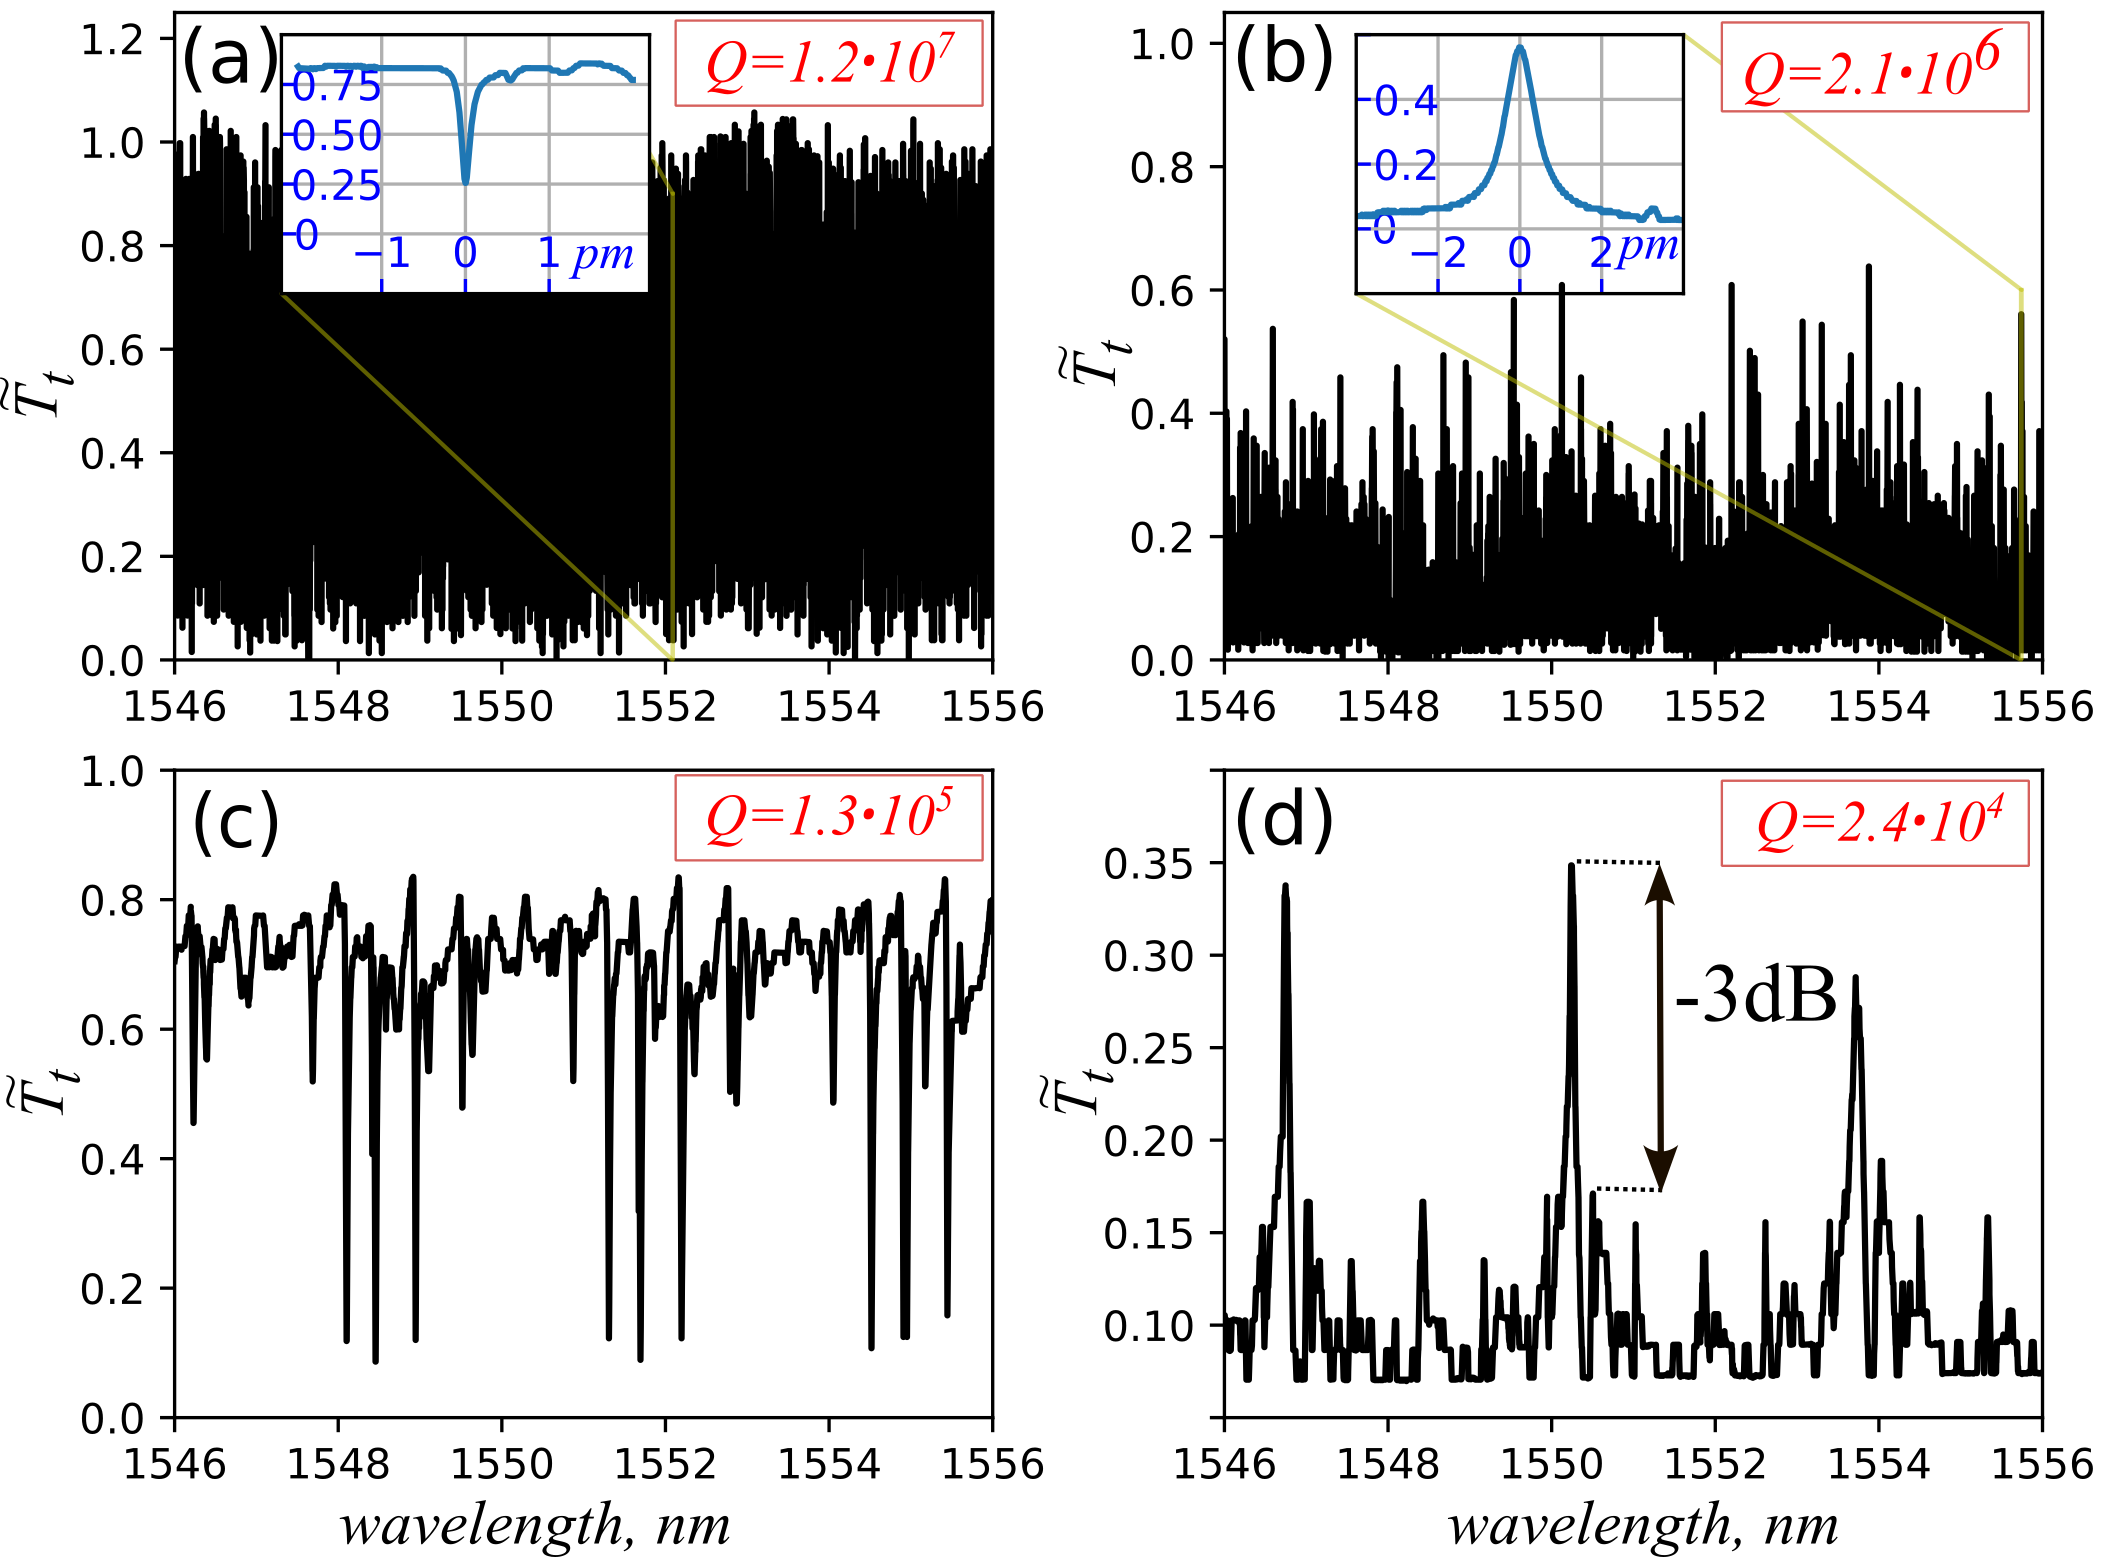 (a)
Q=1.2•10⁷
1.2
1.0
0.8
0.6
0.4
0.2
0.0
0.75
0.50
0.25
0
−1 0 1 pm
T̃t
1546 1548 1550 1552 1554 1556
(b)
Q=2.1•10⁶
1.0
0.8
0.6
0.4
0.2
0.0
0.4
0.2
0
−2 0 2 pm
T̃t
1546 1548 1550 1552 1554 1556
(c)
Q=1.3•10⁵
1.0
0.8
0.6
0.4
0.2
0.0
T̃t
1546 1548 1550 1552 1554 1556
wavelength, nm
(d)
Q=2.4•10⁴
0.35
0.30
0.25
0.20
0.15
0.10
-3dB
T̃t
1546 1548 1550 1552 1554 1556
wavelength, nm